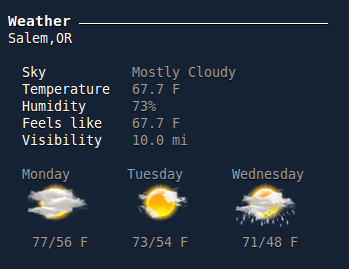 Weather
Salem,OR
Sky Mostly Cloudy
Temperature 67.7 F
Humidity 73%
Feels like 67.7 F
Visibility 10.0 mi
Monday Tuesday Wednesday
77/56 F 73/54 F 71/48 F